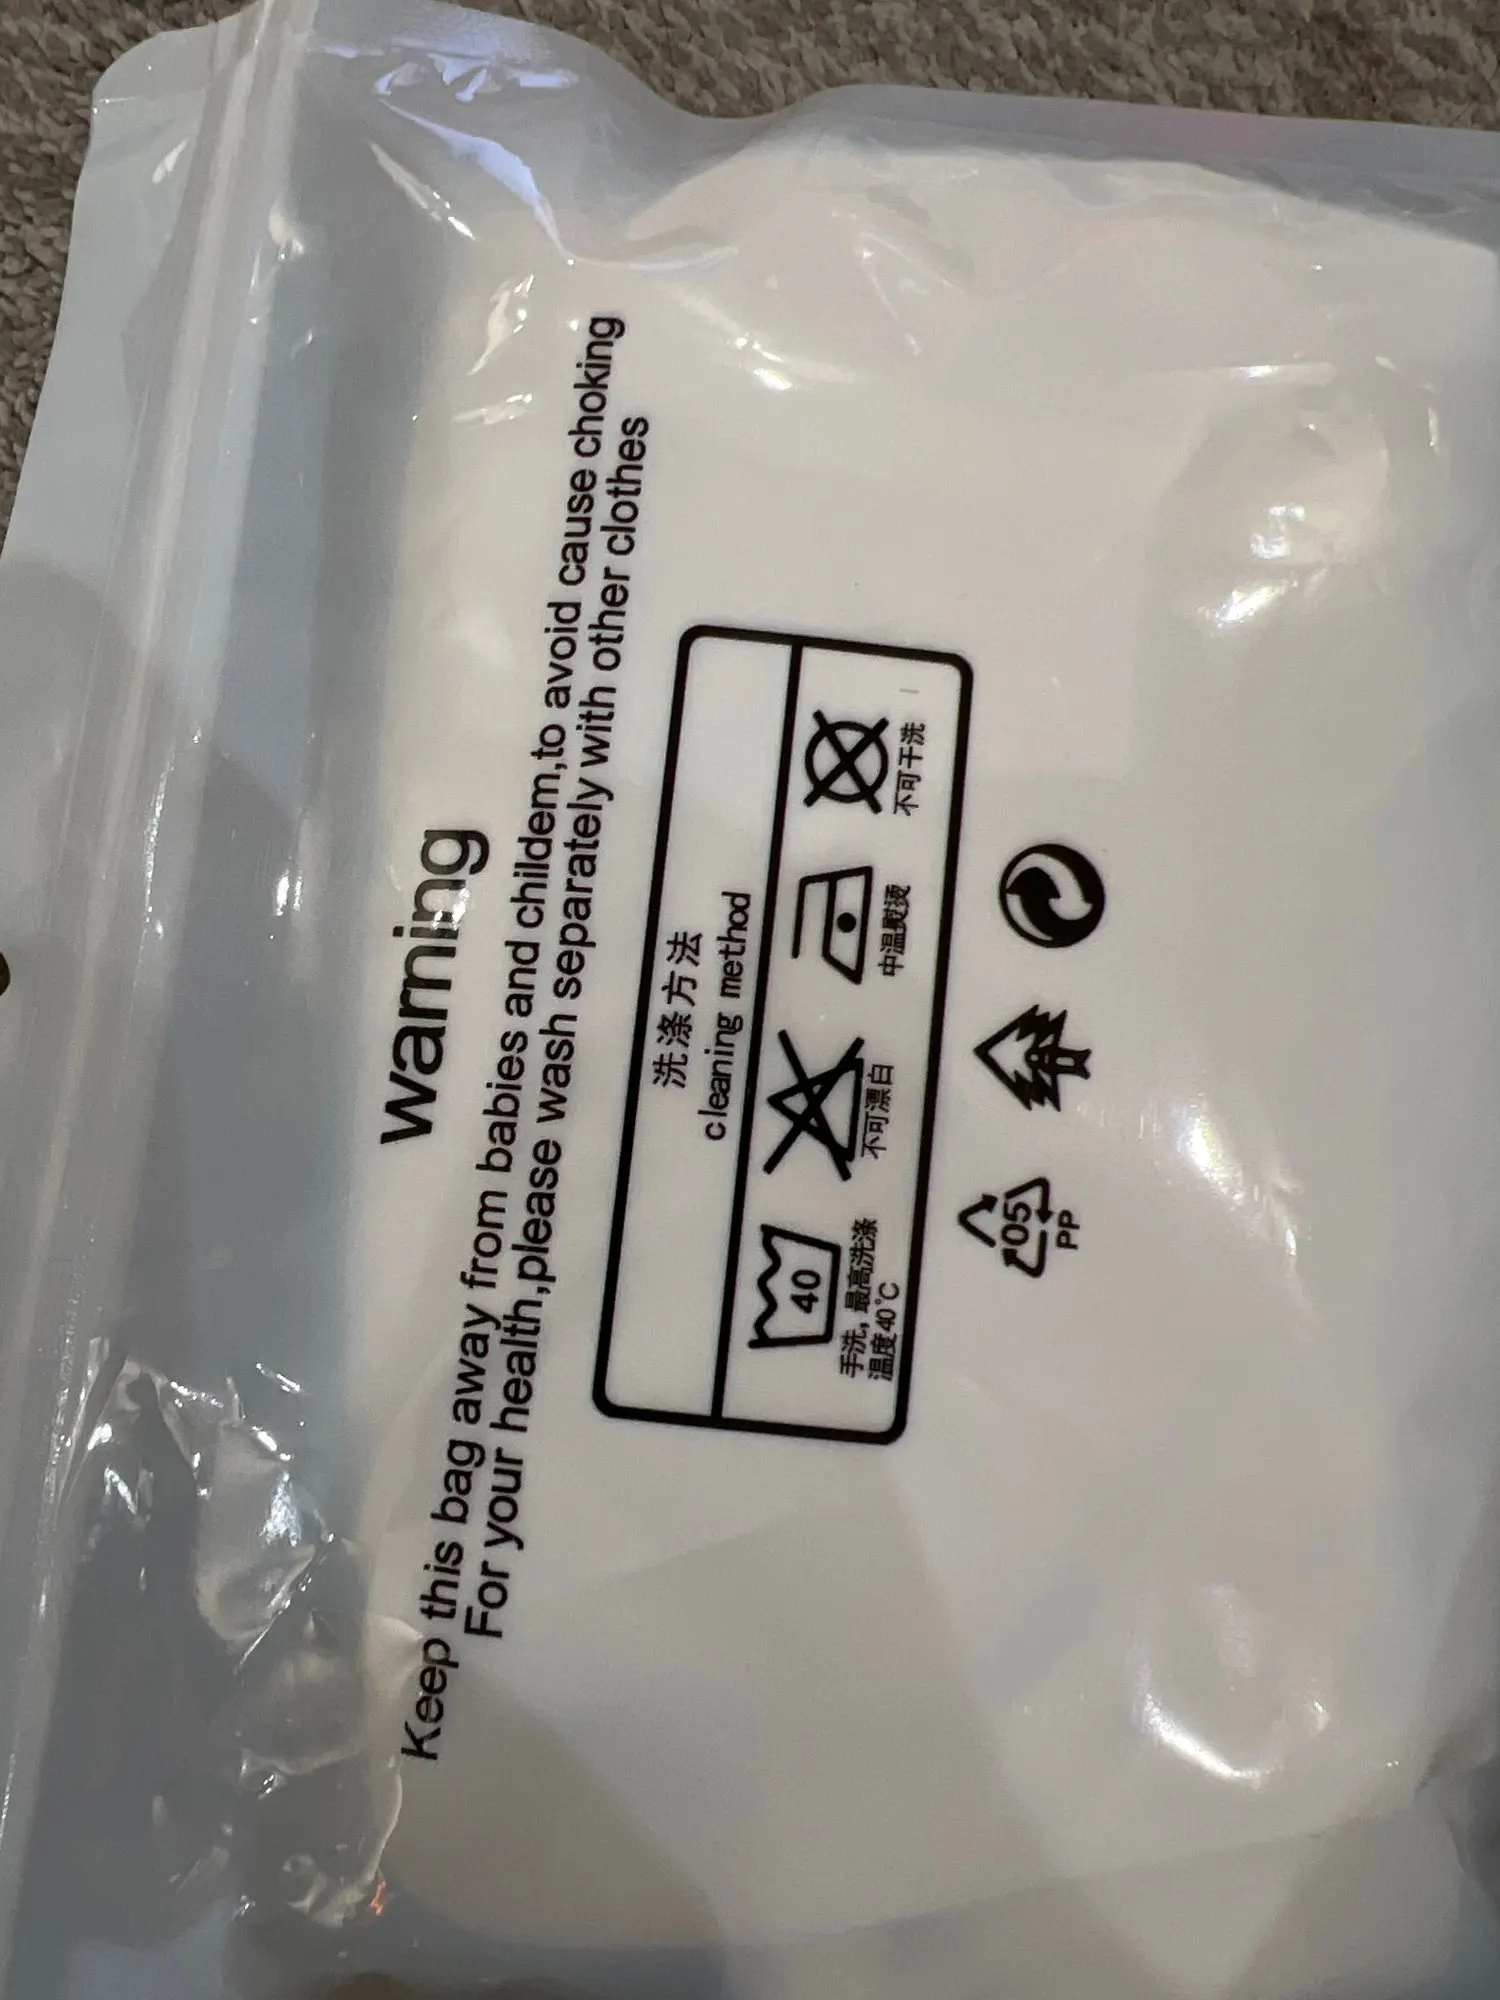 warning
Keep this bag away from babies and childem,to avoid cause choking
For your health,please wash separately with other clothes
洗涤方法
cleaning method
40
手洗，最高洗涤
温度40℃
不可漂白
中温熨烫
不可干洗
05
PP